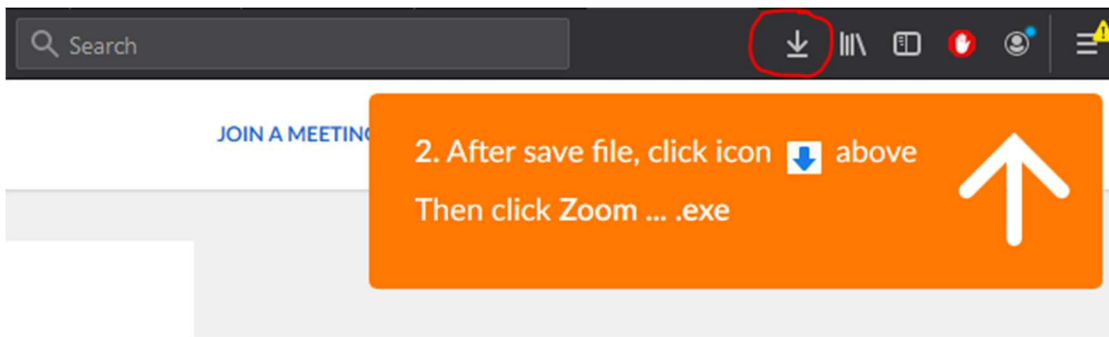 Search
JOIN A MEETING
2. After save file, click icon above
Then click Zoom ... .exe